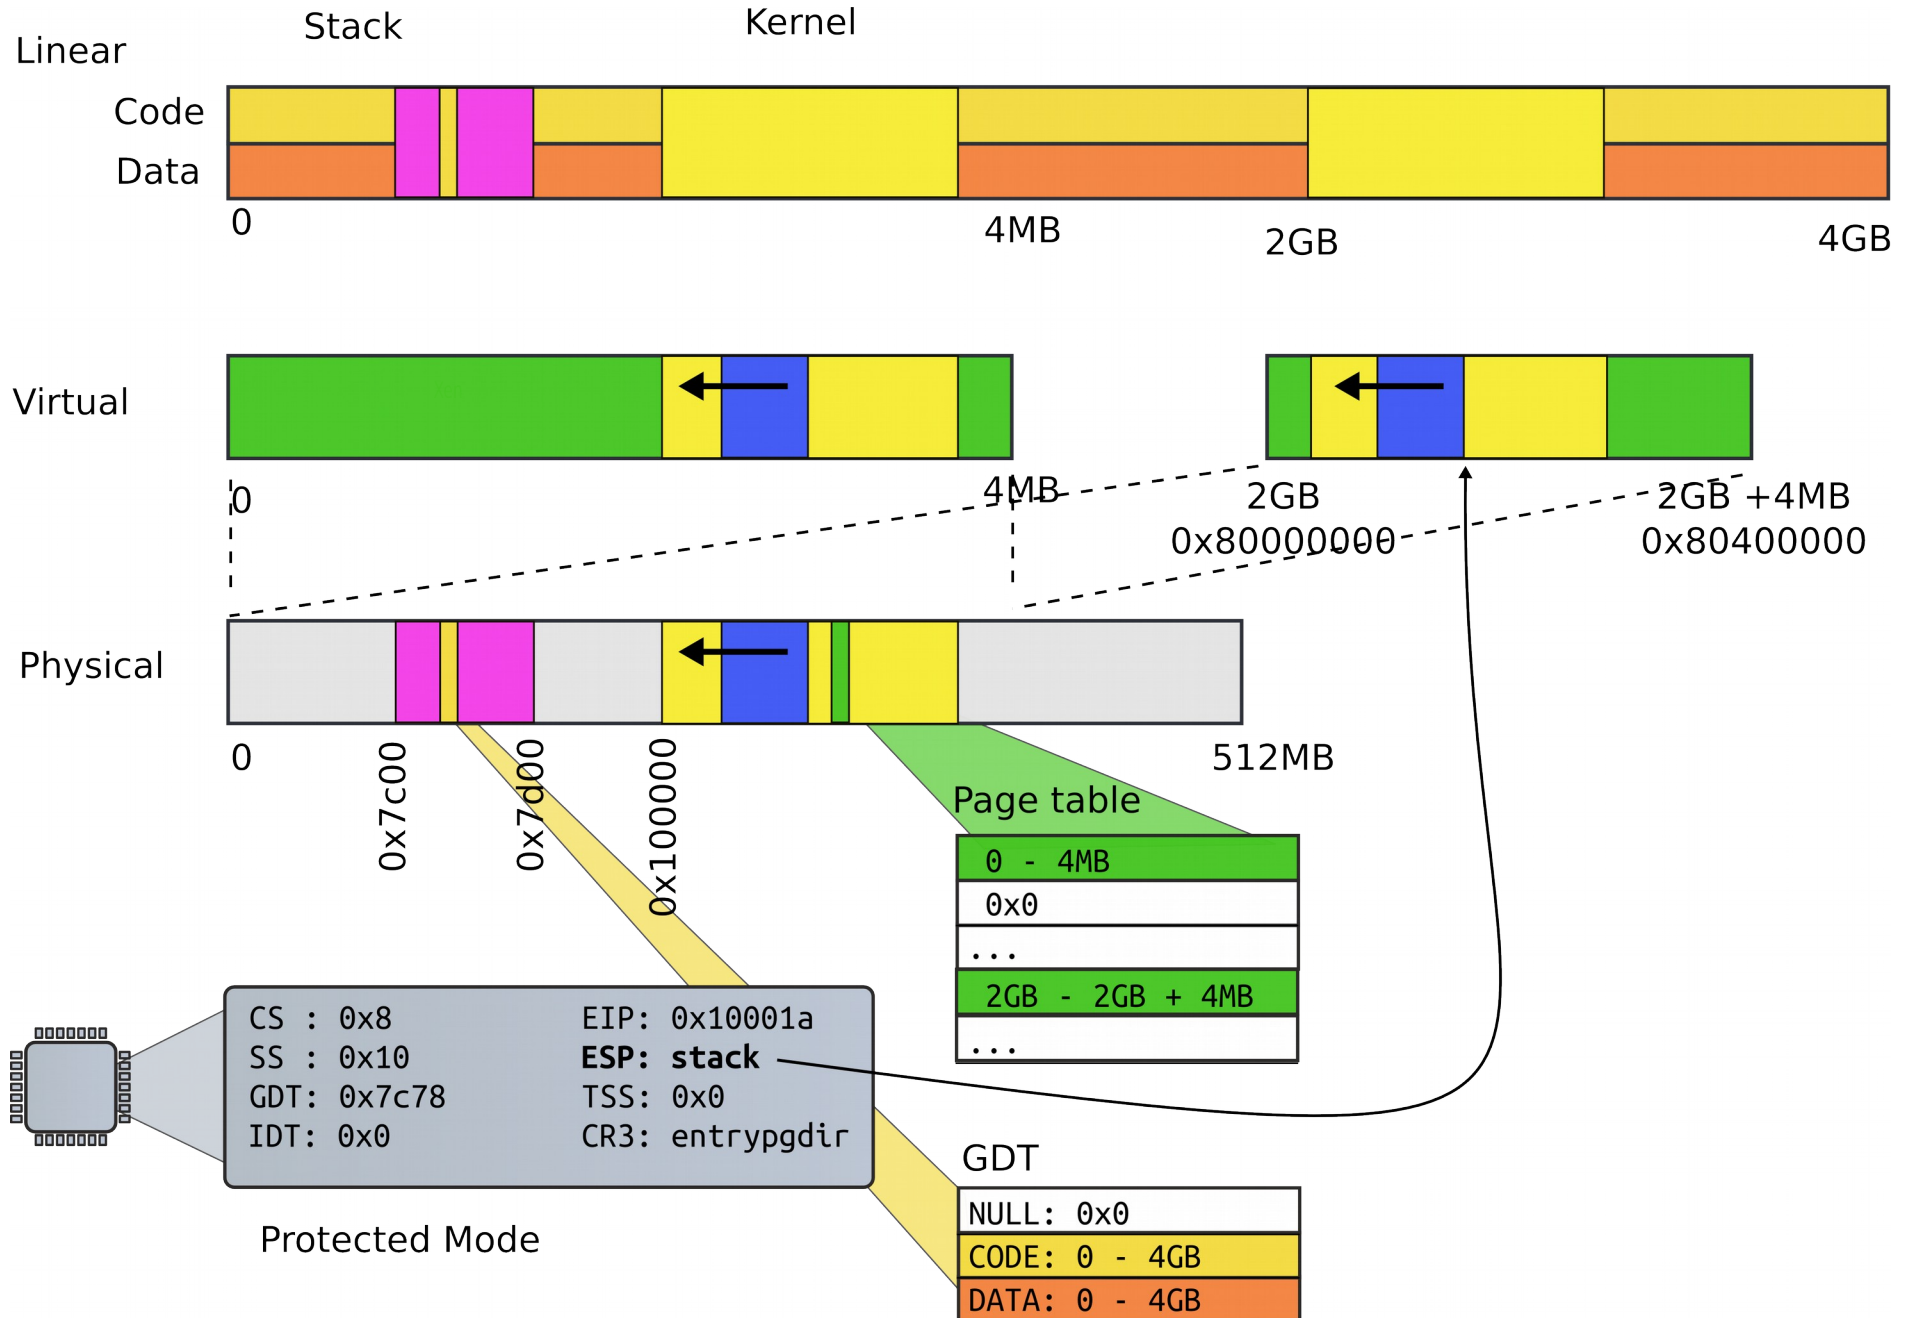 Stack
Kernel
Linear
Code
Data
0
4MB
2GB
4GB
Virtual
0
4MB
2GB
2GB +4MB
0x80000000
0x80400000
Physical
0
512MB
0x7c00
0x7d00
0x100000
Page table
0 - 4MB
0x0
...
2GB - 2GB + 4MB
...
CS : 0x8
EIP: 0x10001a
SS : 0x10
ESP: stack
GDT: 0x7c78
TSS: 0x0
IDT: 0x0
CR3: entrypgdir
Protected Mode
GDT
NULL: 0x0
CODE: 0 - 4GB
DATA: 0 - 4GB